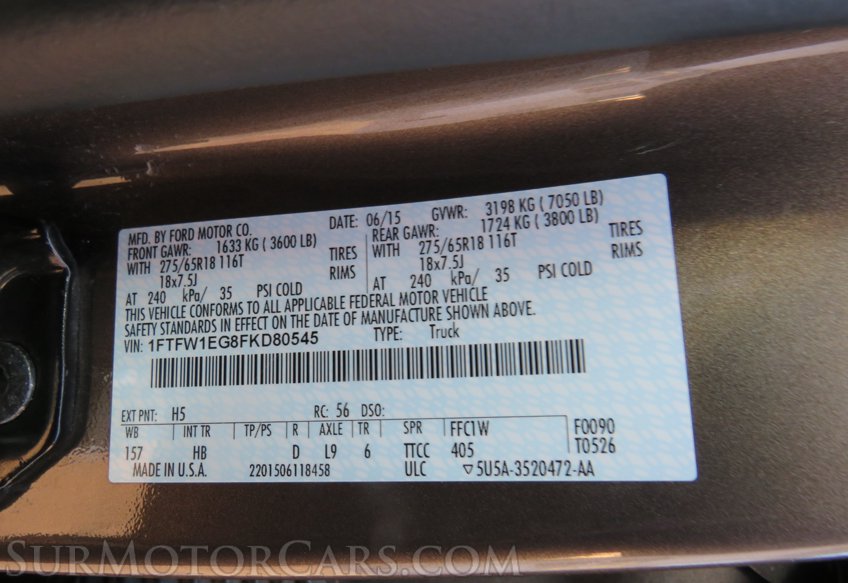 MFD. BY FORD MOTOR CO. DATE: 06/15 GVWR: 3198 KG ( 7050 LB)
FRONT GAWR: 1633 KG ( 3600 LB) REAR GAWR: 1724 KG ( 3800 LB)
WITH 275/65R18 116T TIRES WITH 275/65R18 116T TIRES
18x7.5J RIMS 18x7.5J RIMS
AT 240 kPa/ 35 PSI COLD AT 240 kPa/ 35 PSI COLD
THIS VEHICLE CONFORMS TO ALL APPLICABLE FEDERAL MOTOR VEHICLE
SAFETY STANDARDS IN EFFECT ON THE DATE OF MANUFACTURE SHOWN ABOVE.
VIN: 1FTFW1EG8FKD80545 TYPE: Truck
EXT PNT: H5 RC: 56 DSO:
WB INT TR TP/PS R AXLE TR SPR FFC1W F0090
157 HB D L9 6 TTCC 405 T0526
MADE IN U.S.A. 2201506118458 ULC ▽5U5A-3520472-AA
SurMotorCars.com